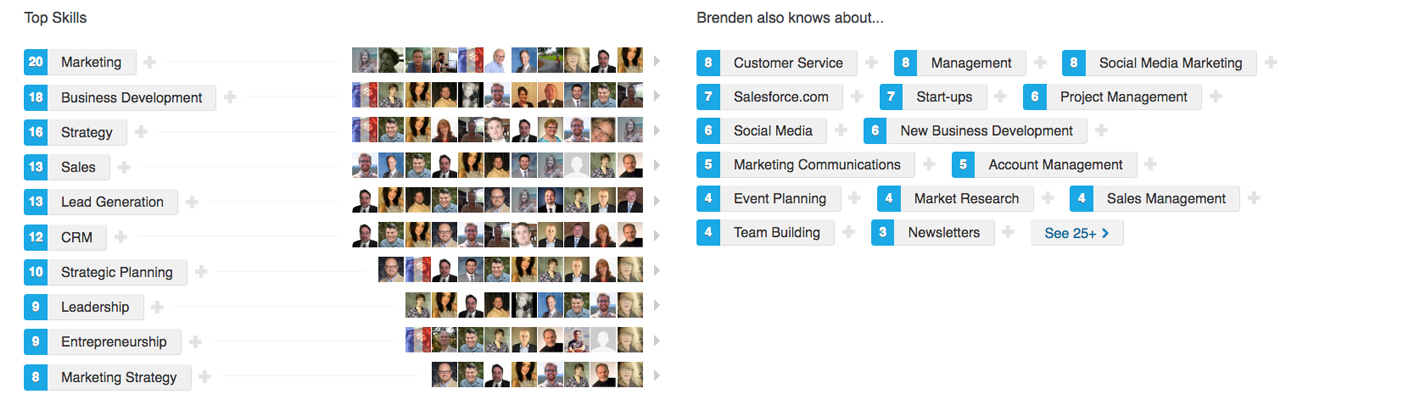 Top Skills
20 Marketing
18 Business Development
16 Strategy
13 Sales
13 Lead Generation
12 CRM
10 Strategic Planning
9 Leadership
9 Entrepreneurship
8 Marketing Strategy
Brenden also knows about...
8 Customer Service 8 Management 8 Social Media Marketing
7 Salesforce.com 7 Start-ups 6 Project Management
6 Social Media 6 New Business Development
5 Marketing Communications 5 Account Management
4 Event Planning 4 Market Research 4 Sales Management
4 Team Building 3 Newsletters See 25+